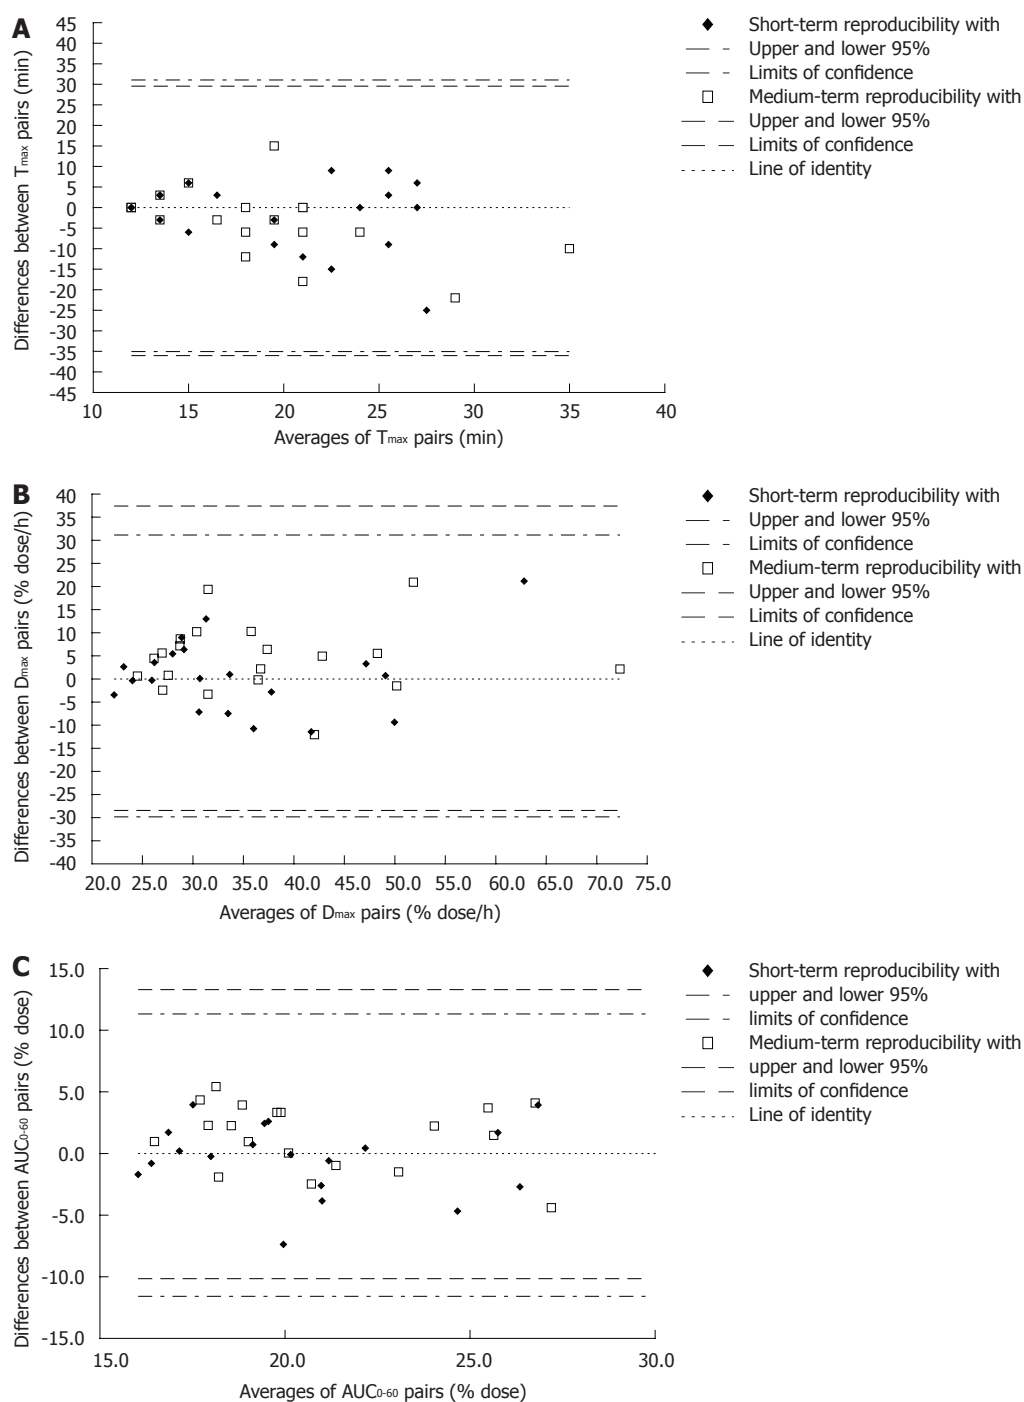 A
45
40
35
30
25
20
15
10
5
0
-5
-10
-15
-20
-25
-30
-35
-40
-45
Differences between Tmax pairs (min)
10 15 20 25 30 35 40
Averages of Tmax pairs (min)
Short-term reproducibility with
Upper and lower 95%
Limits of confidence
Medium-term reproducibility with
Upper and lower 95%
Limits of confidence
Line of identity
B
40
35
30
25
20
15
10
5
0
-5
-10
-15
-20
-25
-30
-35
-40
Differences between Dmax pairs (% dose/h)
20.0 25.0 30.0 35.0 40.0 45.0 50.0 55.0 60.0 65.0 70.0 75.0
Averages of Dmax pairs (% dose/h)
Short-term reproducibility with
Upper and lower 95%
Limits of confidence
Medium-term reproducibility with
Upper and lower 95%
Limits of confidence
Line of identity
C
15.0
10.0
5.0
0.0
-5.0
-10.0
-15.0
Differences between AUC0-60 pairs (% dose)
15.0 20.0 25.0 30.0
Averages of AUC0-60 pairs (% dose)
Short-term reproducibility with
upper and lower 95%
limits of confidence
Medium-term reproducibility with
upper and lower 95%
limits of confidence
Line of identity